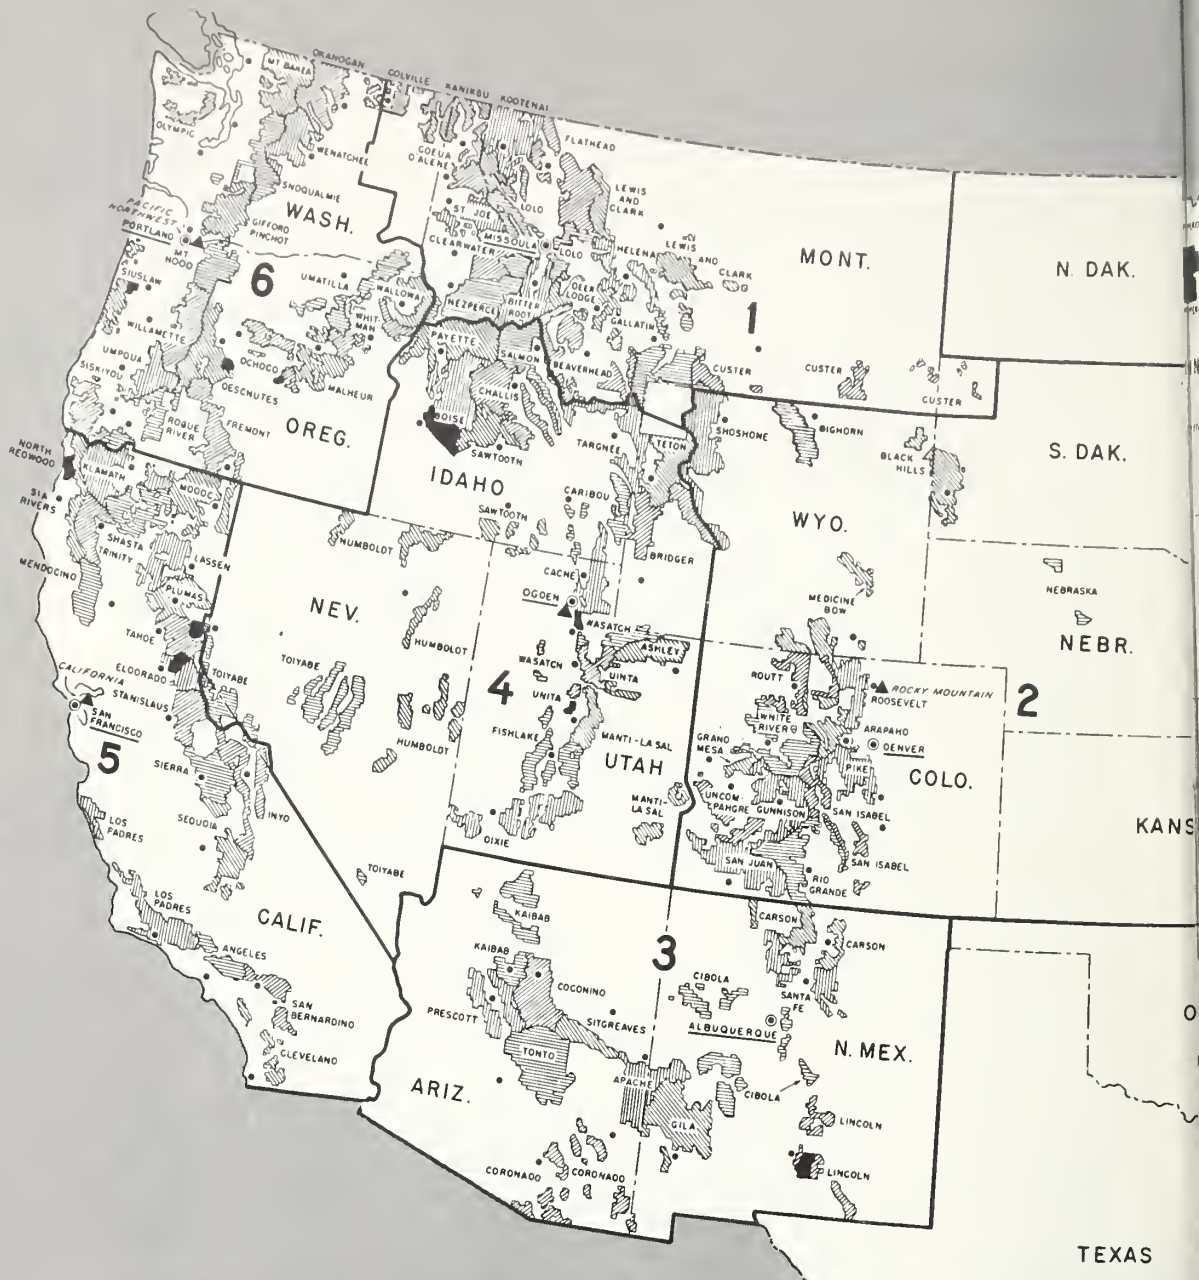 OKANOGAN
COLVILLE
KANIKSU
KOOTENAI
MT BAKER
OLYMPIC
WENATCHEE
SNOQUALMIE
WASH.
GIFFORD
PINCHOT
PACIFIC
NORTHWEST
PORTLAND
MT
HOOD
6
SIUSLAW
UMATILLA
WALLOWA
WHIT
MAN
WILLAMETTE
UMPQUA
SISKIYOU
OCHOCO
MALHEUR
DESCHUTES
ROGUE
RIVER
FREMONT
OREG.
COEUR
D'ALENE
FLATHEAD
LEWIS
AND
CLARK
ST JOE
LOLO
MISSOULA
LOLO
CLEARWATER
HELENA
LEWIS
AND
CLARK
NEZPERCE
BITTER
ROOT
DEER
LODGE
GALLATIN
BEAVERHEAD
MONT.
1
CUSTER
CUSTER
CUSTER
N. DAK.
S. DAK.
PAYETTE
SALMON
CHALLIS
BOISE
SAWTOOTH
IDAHO
SAWTOOTH
TARGHEE
TETON
CARIBOU
SHOSHONE
BIGHORN
BLACK
HILLS
WYO.
BRIDGER
MEDICINE
BOW
NEBRASKA
NEBR.
NORTH
REDWOOD
KLAMATH
MODOC
SIX
RIVERS
SHASTA
TRINITY
LASSEN
MENDOCINO
PLUMAS
TAHOE
ELDORADO
TOIYABE
CALIFORNIA
STANISLAUS
SAN
FRANCISCO
5
SIERRA
INYO
SEQUOIA
LOS
PADRES
LOS
PADRES
CALIF.
ANGELES
SAN
BERNARDINO
CLEVELAND
HUMBOLDT
NEV.
HUMBOLDT
TOIYABE
HUMBOLDT
TOIYABE
CACHE
OGDEN
WASATCH
ASHLEY
WASATCH
UINTA
4
UNITA
FISHLAKE
MANTI-LA SAL
UTAH
MANTI-
LA SAL
DIXIE
ROUTT
ROCKY MOUNTAIN
ROOSEVELT
2
WHITE
RIVER
ARAPAHO
DENVER
GRAND
MESA
PIKE
COLO.
UNCOM-
PAHGRE
GUNNISON
SAN ISABEL
SAN ISABEL
SAN JUAN
RIO
GRANDE
KANS
KAIBAB
KAIBAB
COCONINO
PRESCOTT
SITGREAVES
TONTO
APACHE
ARIZ.
GILA
CORONADO
CORONADO
3
CARSON
CARSON
CIBOLA
SANTA
FE
ALBUQUERQUE
N. MEX.
CIBOLA
LINCOLN
LINCOLN
O
TEXAS